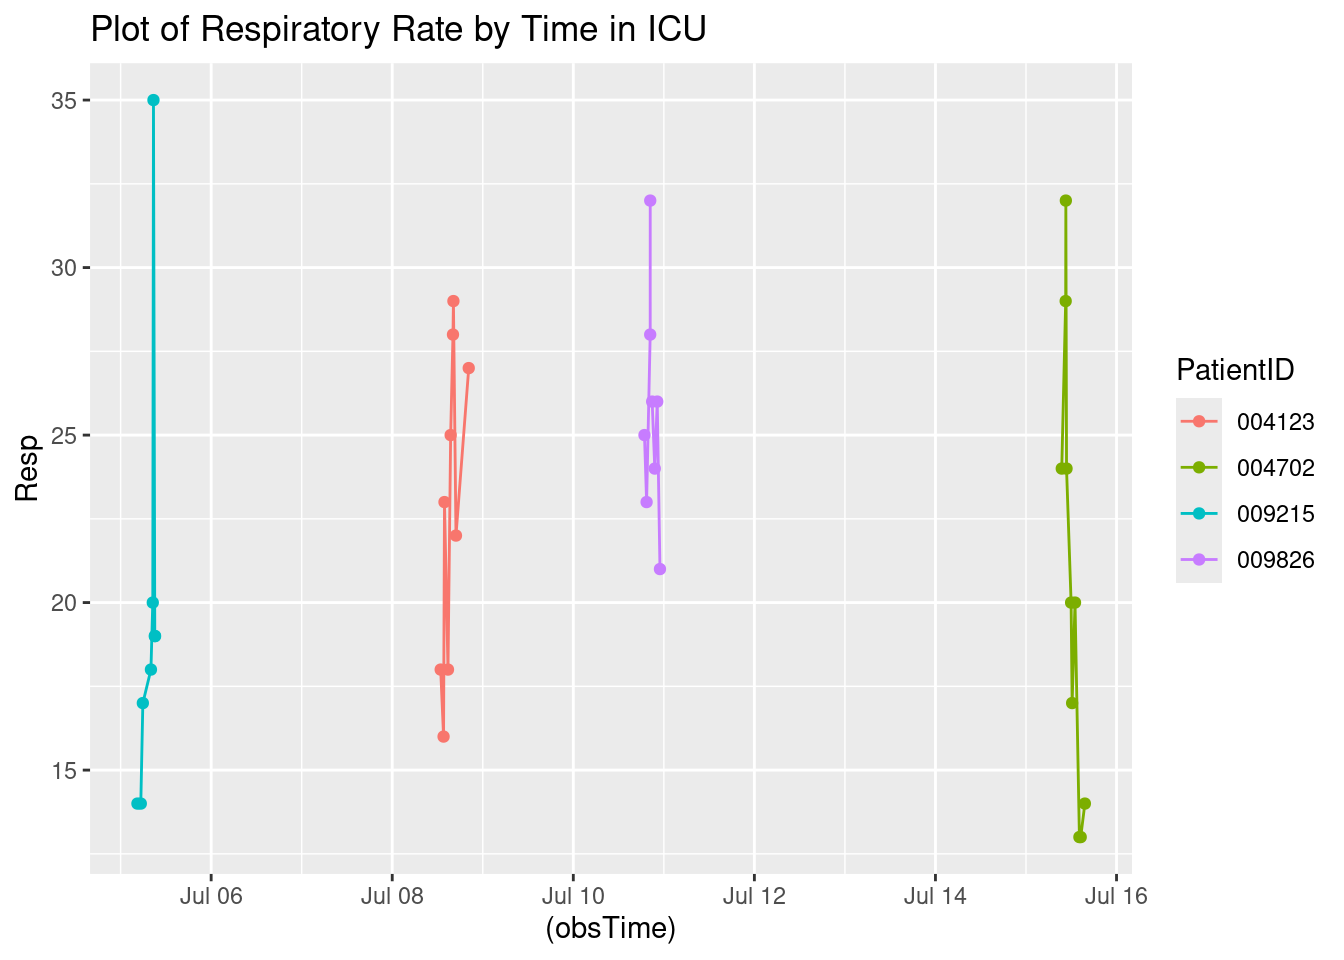 Plot of Respiratory Rate by Time in ICU
35
30
25
20
15
Resp
Jul 06
Jul 08
Jul 10
Jul 12
Jul 14
Jul 16
(obsTime)
PatientID
004123
004702
009215
009826